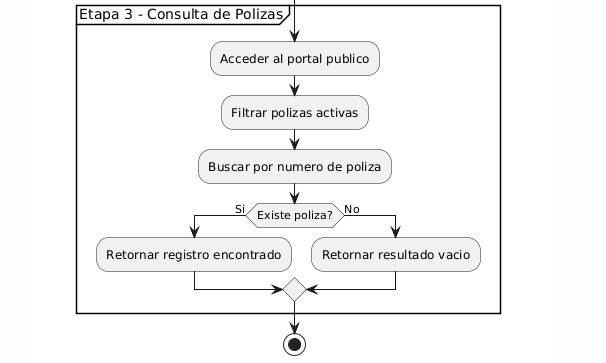 Etapa 3 - Consulta de Polizas
Acceder al portal publico
Filtrar polizas activas
Buscar por numero de poliza
Si
Existe poliza?
No
Retornar registro encontrado
Retornar resultado vacio